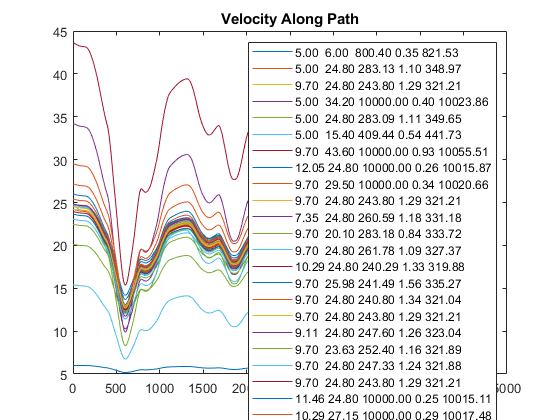 Velocity Along Path
45
40
35
30
25
20
15
10
5
0
500
1000
1500
5000
5.00 6.00 800.40 0.35 821.53
5.00 24.80 283.13 1.10 348.97
9.70 24.80 243.80 1.29 321.21
5.00 34.20 10000.00 0.40 10023.86
5.00 24.80 283.09 1.11 349.65
5.00 15.40 409.44 0.54 441.73
9.70 43.60 10000.00 0.93 10055.51
12.05 24.80 10000.00 0.26 10015.87
9.70 29.50 10000.00 0.34 10020.66
9.70 24.80 243.80 1.29 321.21
7.35 24.80 260.59 1.18 331.18
9.70 20.10 283.18 0.84 333.72
9.70 24.80 261.78 1.09 327.37
10.29 24.80 240.29 1.33 319.88
9.70 25.98 241.49 1.56 335.27
9.70 24.80 240.80 1.34 321.04
9.70 24.80 243.80 1.29 321.21
9.11 24.80 247.60 1.26 323.04
9.70 23.63 252.40 1.16 321.89
9.70 24.80 247.33 1.24 321.88
9.70 24.80 243.80 1.29 321.21
11.46 24.80 10000.00 0.25 10015.11
10.29 27.15 10000.00 0.29 10017.48